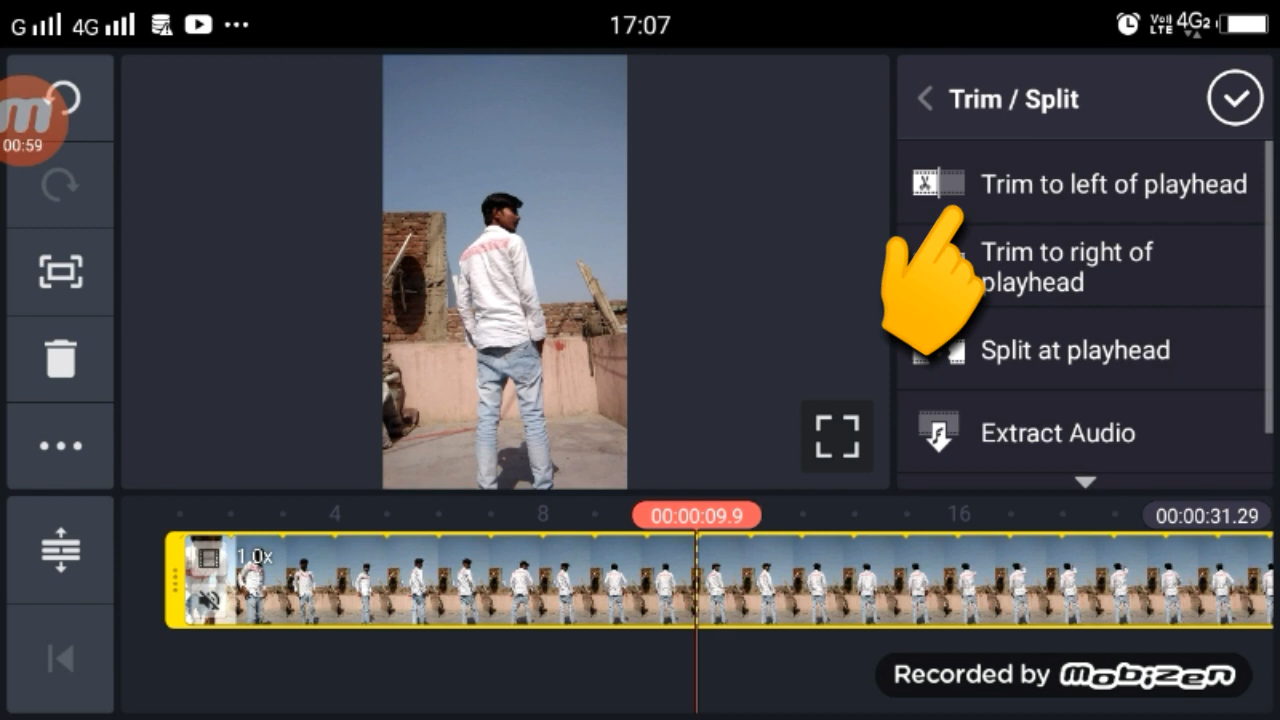 G 4G 17:07 Voll LTE 4G2
m
00:59
Trim / Split
Trim to left of playhead
Trim to right of
playhead
Split at playhead
Extract Audio
4 8 00:00:09.9 16 00:00:31.29
1.0x
Recorded by mobizen